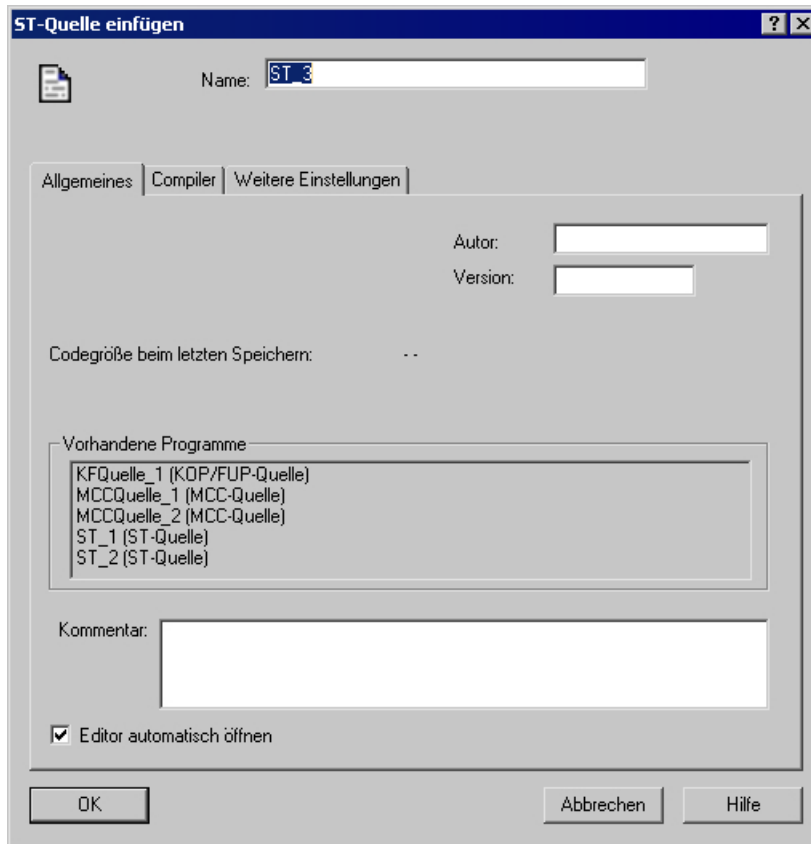 ST-Quelle einfügen
Name: ST_3
Allgemeines Compiler Weitere Einstellungen
Autor:
Version:
Codegröße beim letzten Speichern: - -
Vorhandene Programme
KFQuelle_1 (KOP/FUP-Quelle)
MCCQuelle_1 (MCC-Quelle)
MCCQuelle_2 (MCC-Quelle)
ST_1 (ST-Quelle)
ST_2 (ST-Quelle)
Kommentar:
Editor automatisch öffnen
OK Abbrechen Hilfe